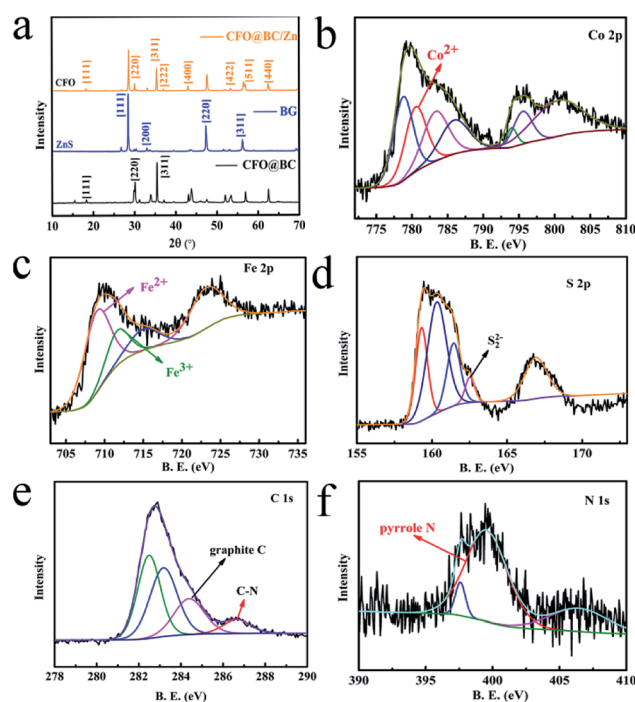 a
CFO@BC/Zn
CFO
[111]
[220]
[311]
[222]
[400]
[422]
[511]
[440]
BG
ZnS
[111]
[200]
[220]
[311]
CFO@BC
[111]
[220]
[311]
Intensity
10 20 30 40 50 60 70
2θ (°)
b
Co 2p
Co2+
Intensity
775 780 785 790 795 800 805 810
B. E. (eV)
c
Fe 2p
Fe2+
Fe3+
Intensity
705 710 715 720 725 730 735
B. E. (eV)
d
S 2p
S22-
Intensity
155 160 165 170
B. E. (eV)
e
C 1s
graphite C
C-N
Intensity
278 280 282 284 286 288 290
B. E. (eV)
f
N 1s
pyrrole N
Intensity
390 395 400 405 410
B. E. (eV)